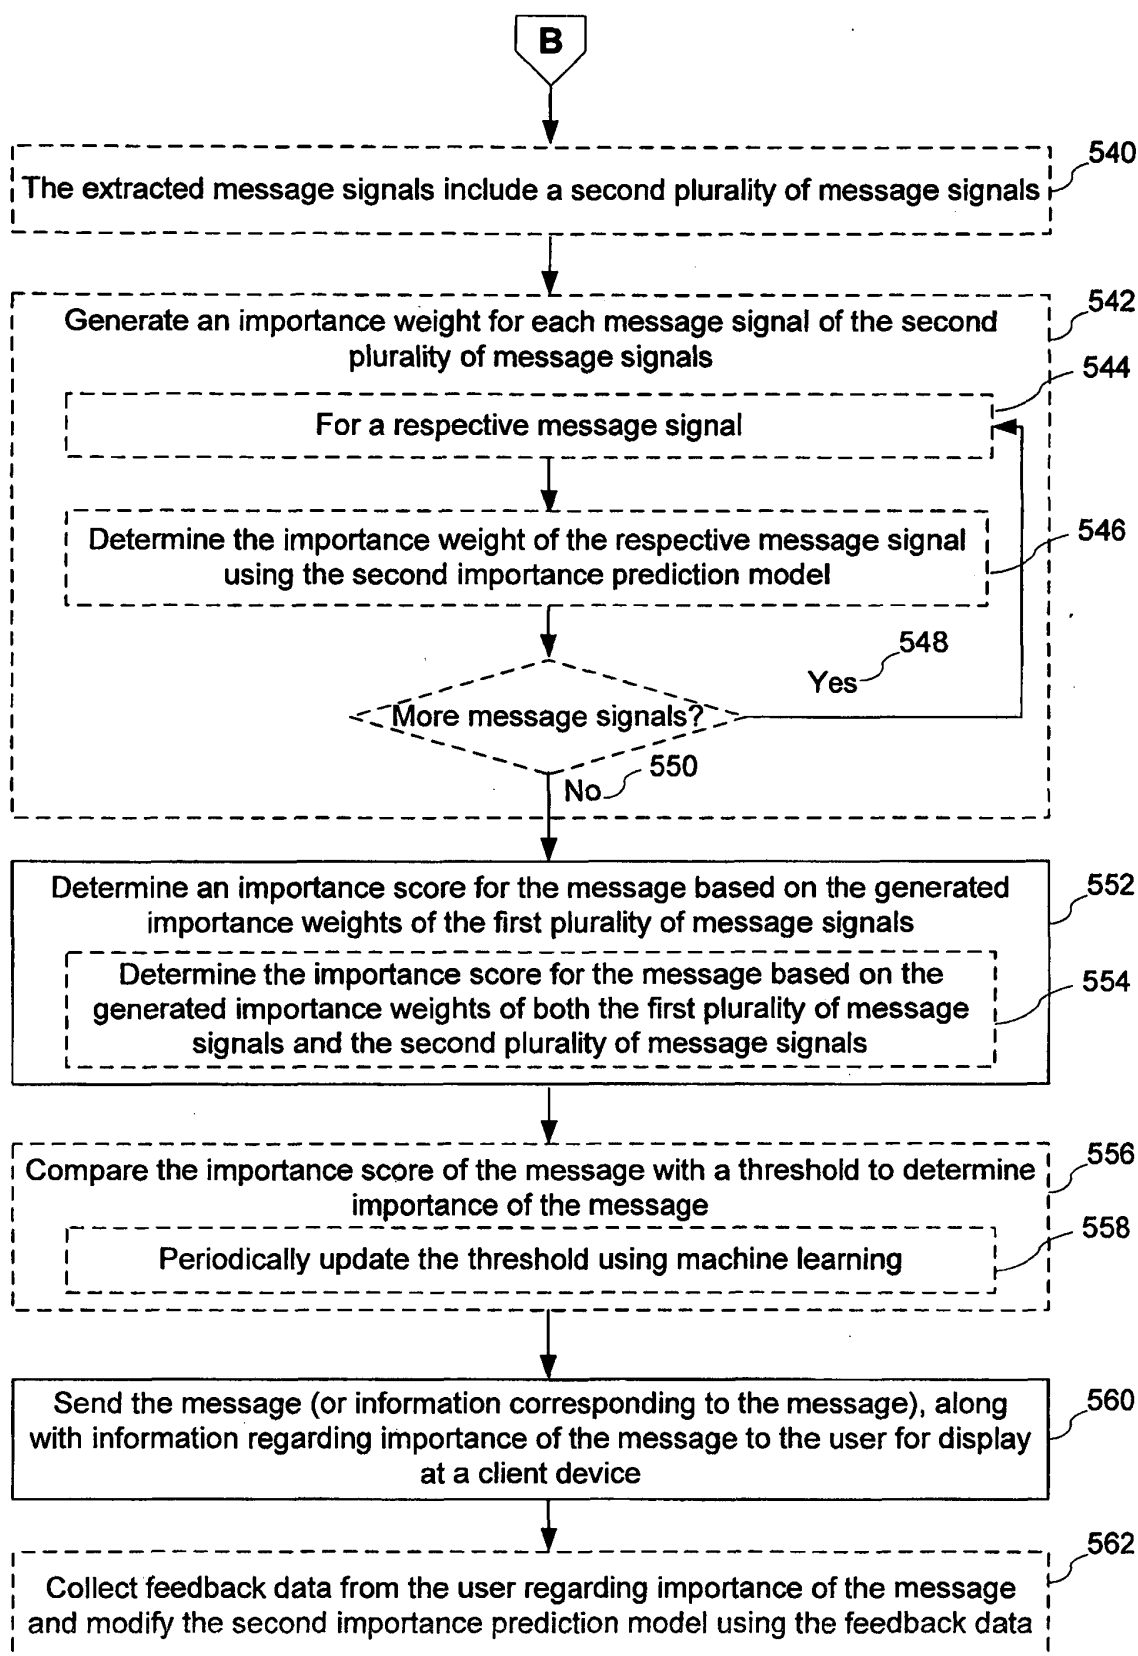 B
540
The extracted message signals include a second plurality of message signals
542
Generate an importance weight for each message signal of the second
plurality of message signals
544
For a respective message signal
546
Determine the importance weight of the respective message signal
using the second importance prediction model
548
Yes
More message signals?
550
No
552
Determine an importance score for the message based on the generated
importance weights of the first plurality of message signals
554
Determine the importance score for the message based on the
generated importance weights of both the first plurality of message
signals and the second plurality of message signals
556
Compare the importance score of the message with a threshold to determine
importance of the message
558
Periodically update the threshold using machine learning
560
Send the message (or information corresponding to the message), along
with information regarding importance of the message to the user for display
at a client device
562
Collect feedback data from the user regarding importance of the message
and modify the second importance prediction model using the feedback data